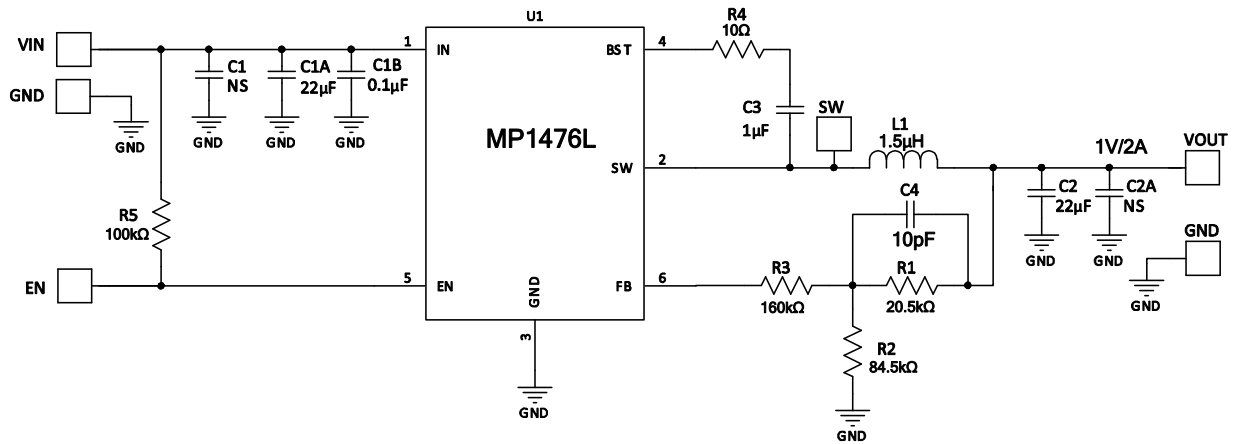 U1
VIN
GND
GND
1
IN
C1
NS
GND
C1A
22μF
GND
C1B
0.1μF
GND
R5
100kΩ
EN
5
EN
MP1476L
GND
3
GND
BST
4
R4
10Ω
C3
1μF
SW
SW
2
L1
1.5μH
1V/2A
VOUT
C2
22μF
GND
C2A
NS
GND
GND
GND
C4
10pF
FB
6
R3
160kΩ
R1
20.5kΩ
R2
84.5kΩ
GND